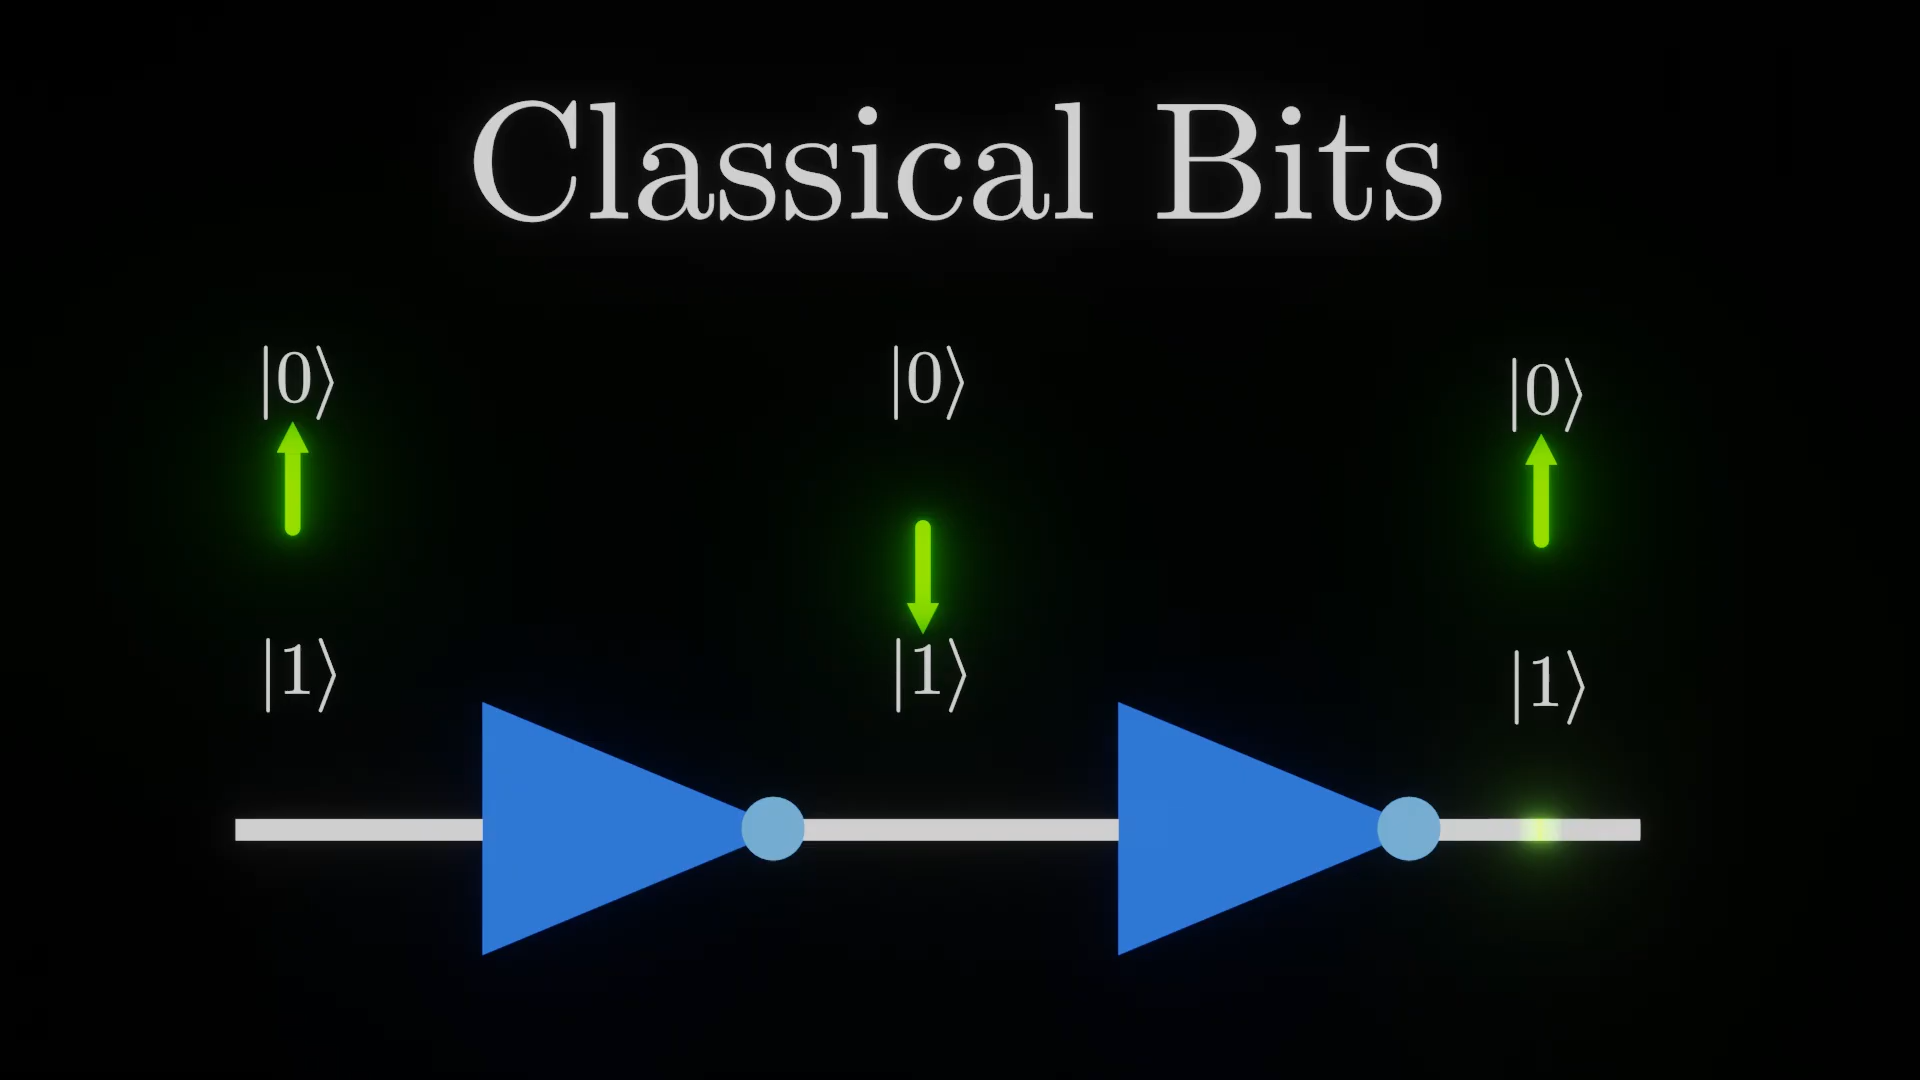 Classical Bits
|0⟩ |0⟩ |0⟩
|1⟩ |1⟩ |1⟩